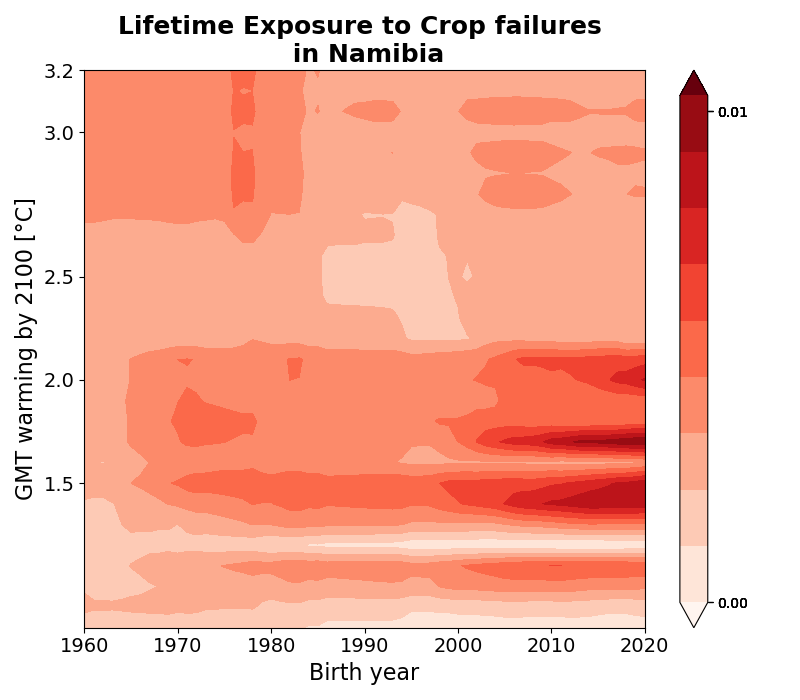 Lifetime Exposure to Crop failures
in Namibia
GMT warming by 2100 [°C]
3.2
3.0
2.5
2.0
1.5
1960 1970 1980 1990 2000 2010 2020
Birth year
0.01
0.00